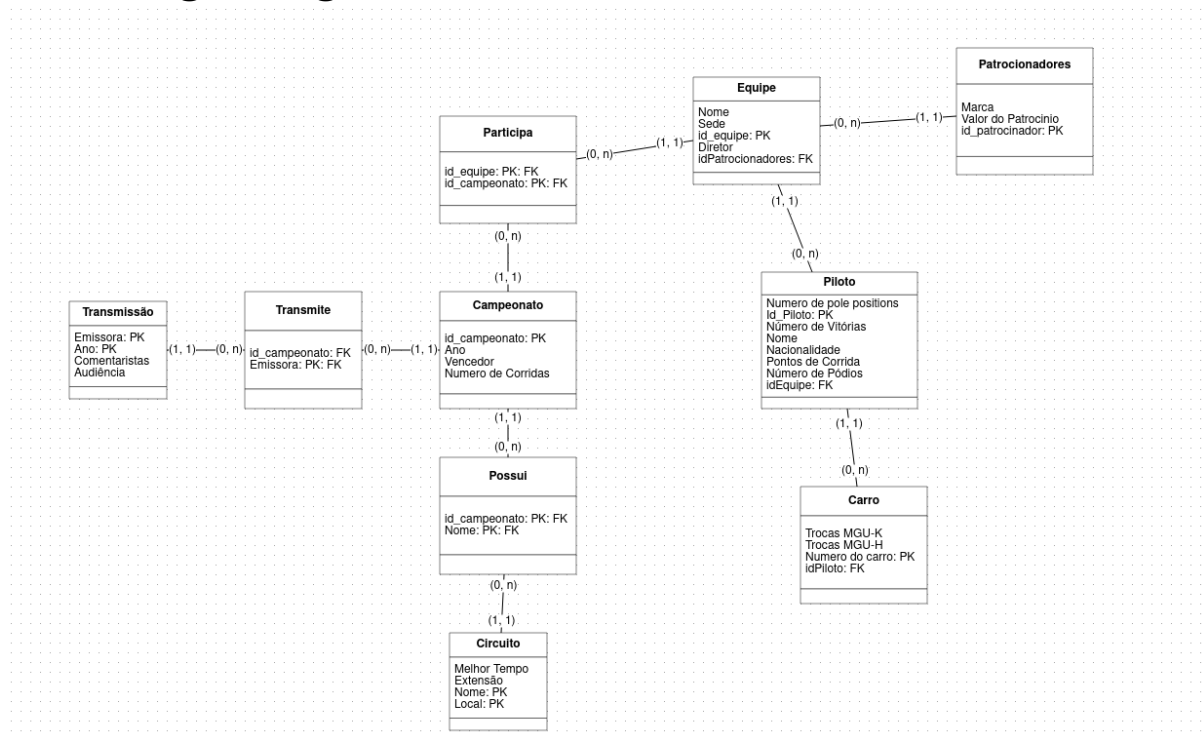 Patrocionadores
Marca
Valor do Patrocinio
id_patrocinador: PK
Equipe
Nome
Sede
id_equipe: PK
Diretor
idPatrocionadores: FK
(0, n)
(1, 1)
Participa
id_equipe: PK: FK
id_campeonato: PK: FK
(0, n)
(1, 1)
(0, n)
(1, 1)
(1, 1)
(0, n)
Piloto
Numero de pole positions
Id_Piloto: PK
Número de Vitórias
Nome
Nacionalidade
Pontos de Corrida
Número de Pódios
idEquipe: FK
Transmissão
Emissora: PK
Ano: PK
Comentaristas
Audiência
(1, 1)
(0, n)
Transmite
id_campeonato: FK
Emissora: PK: FK
(0, n)
(1, 1)
Campeonato
id_campeonato: PK
Ano
Vencedor
Numero de Corridas
(1, 1)
(0, n)
(1, 1)
(0, n)
Possui
id_campeonato: PK: FK
Nome: PK: FK
Carro
Trocas MGU-K
Trocas MGU-H
Numero do carro: PK
idPiloto: FK
(0, n)
(1, 1)
Circuito
Melhor Tempo
Extensão
Nome: PK
Local: PK